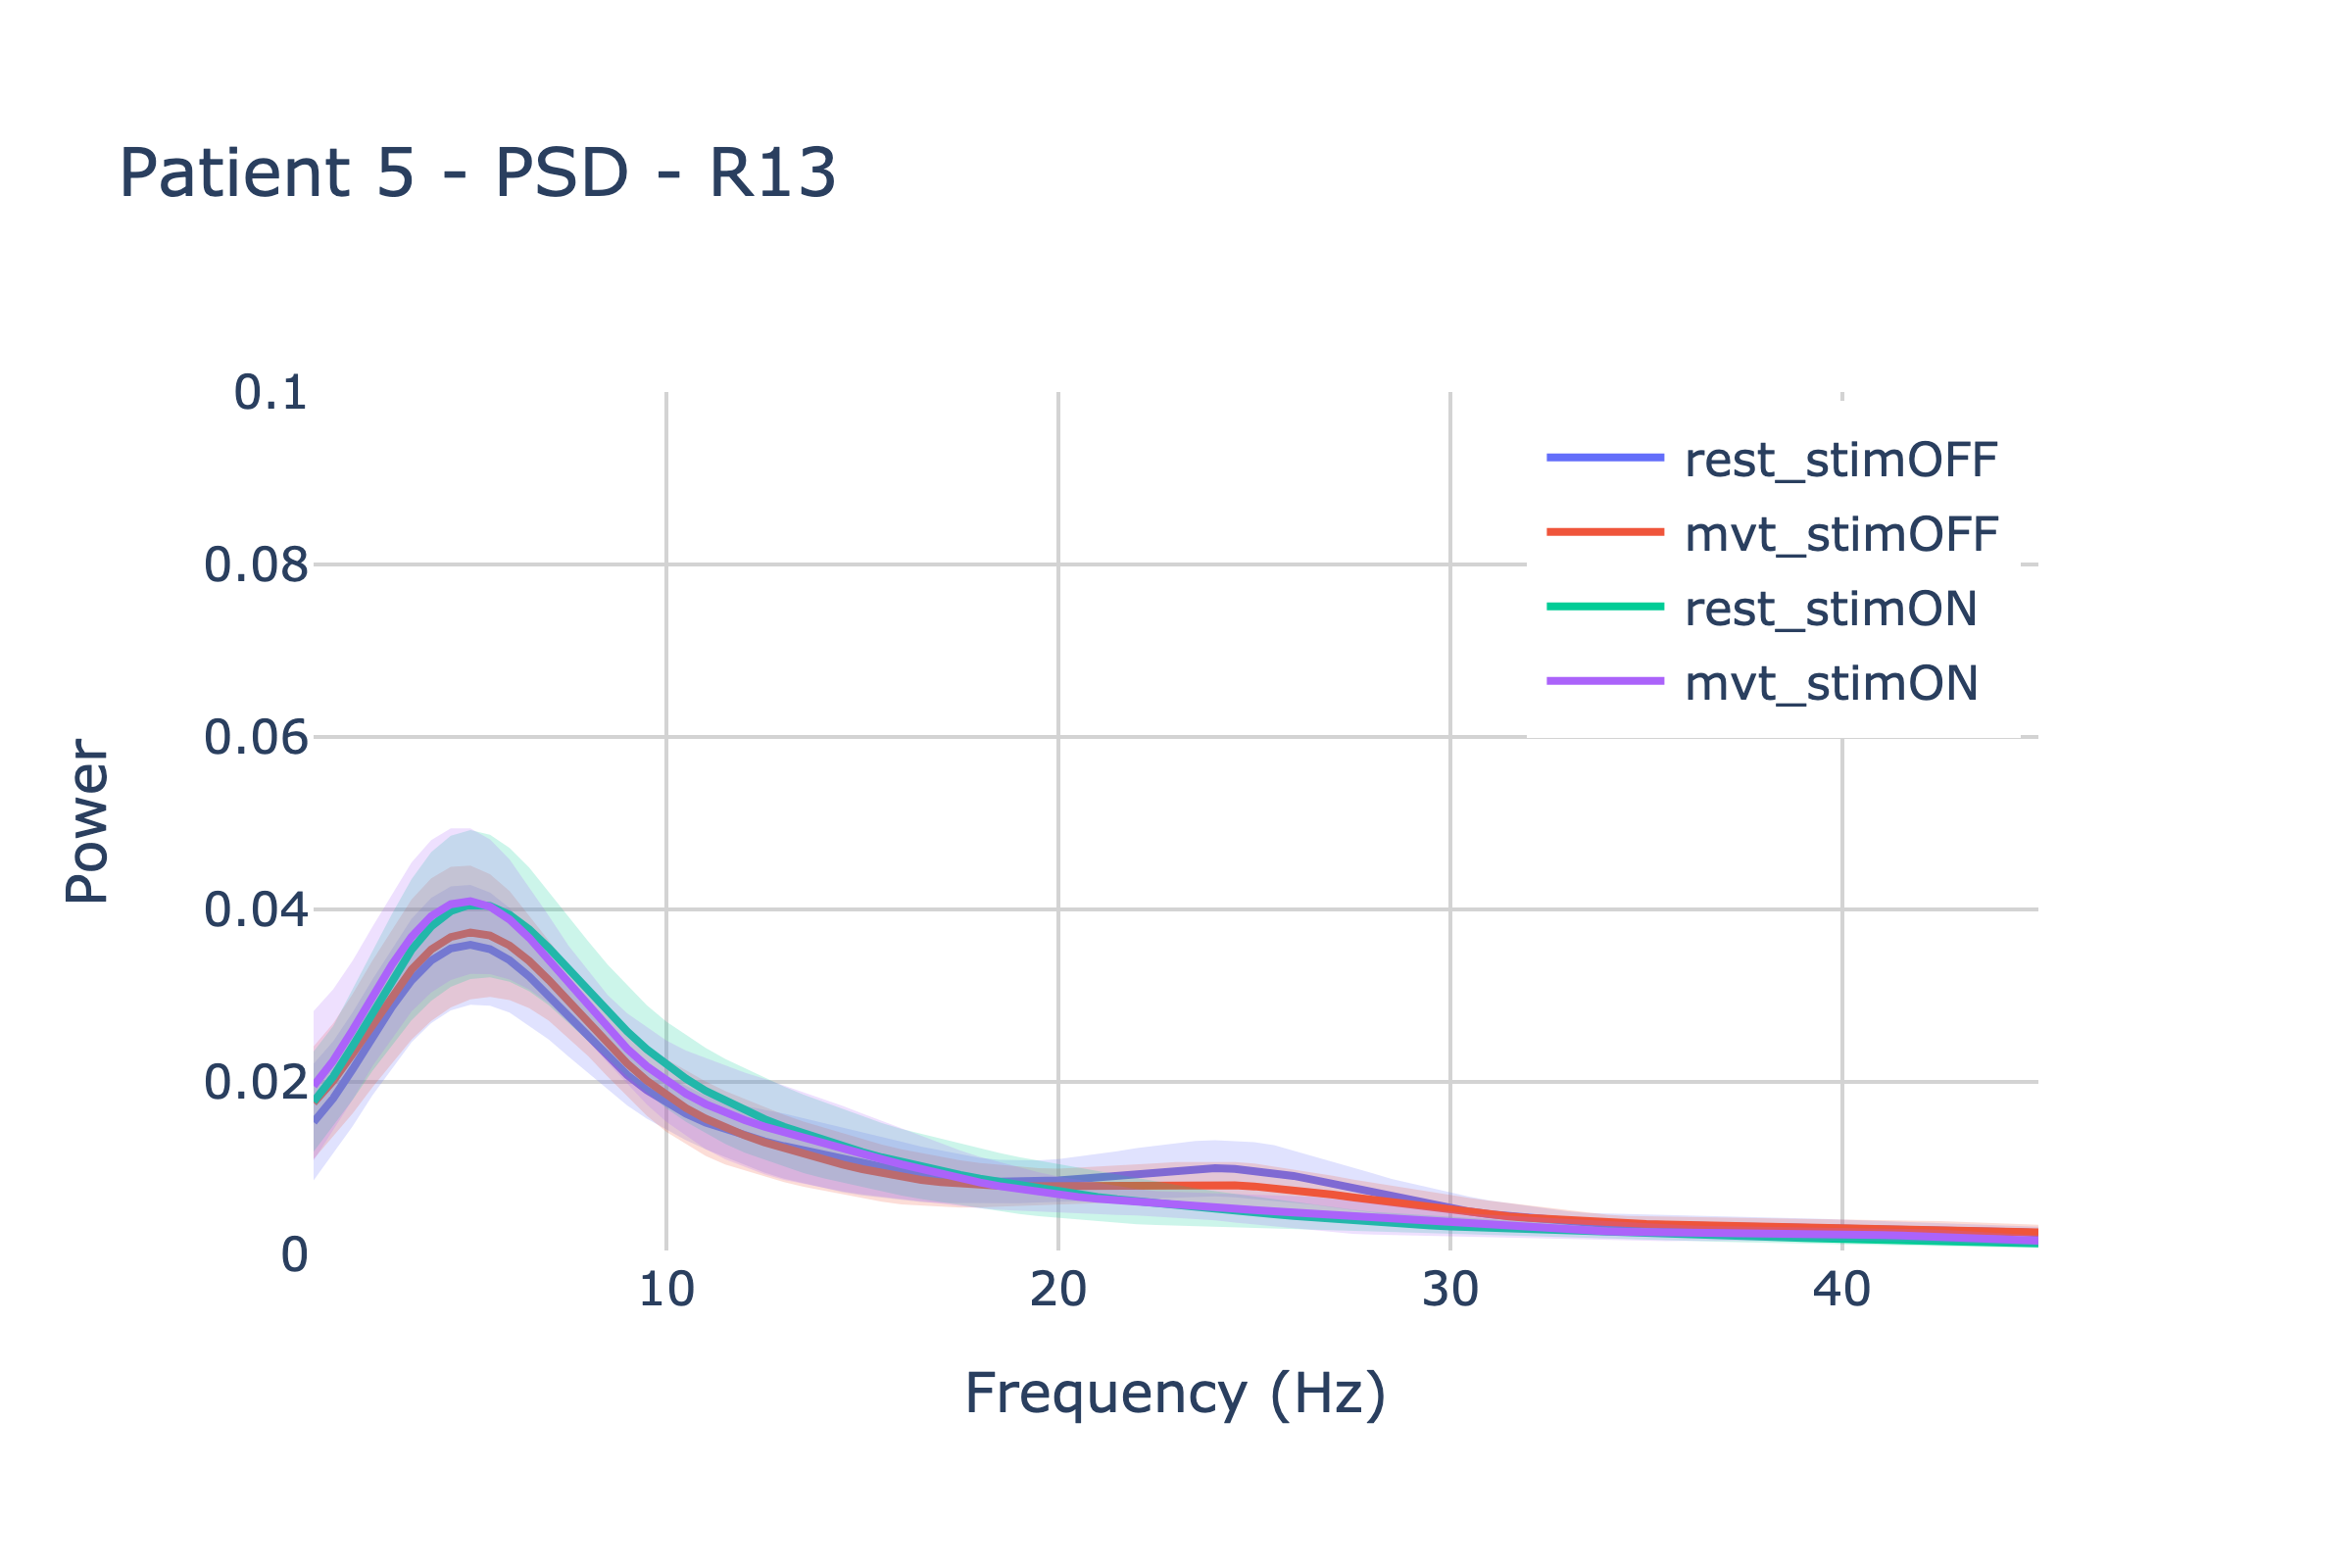 Patient 5 - PSD - R13
0.1
0.08
0.06
0.04
0.02
0
Power
rest_stimOFF
mvt_stimOFF
rest_stimON
mvt_stimON
10 20 30 40
Frequency (Hz)